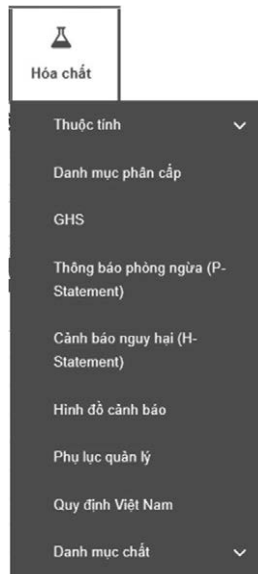 Hóa chất
Thuộc tính
Danh mục phân cấp
GHS
Thông báo phòng ngừa (P-
Statement)
Cảnh báo nguy hại (H-
Statement)
Hình đồ cảnh báo
Phụ lục quản lý
Quy định Việt Nam
Danh mục chất